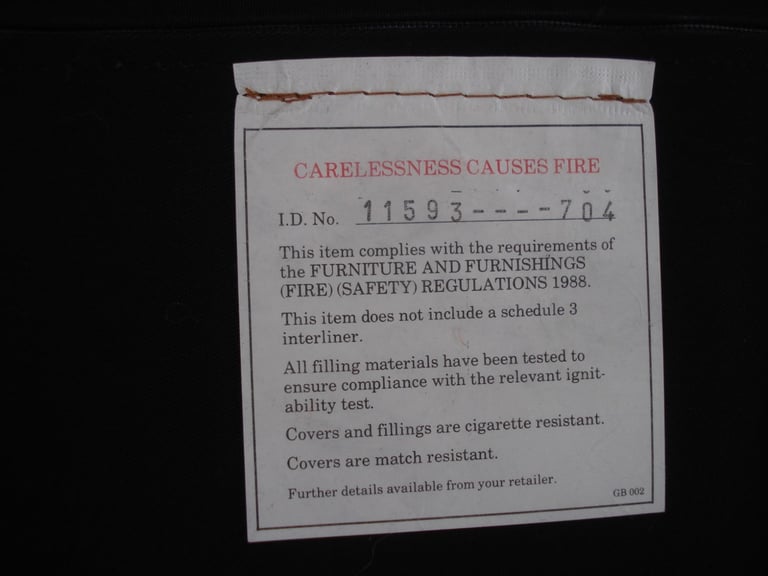 CARELESSNESS CAUSES FIRE
I.D. No. 11593----704
This item complies with the requirements of
the FURNITURE AND FURNISHINGS
(FIRE) (SAFETY) REGULATIONS 1988.
This item does not include a schedule 3
interliner.
All filling materials have been tested to
ensure compliance with the relevant ignit-
ability test.
Covers and fillings are cigarette resistant.
Covers are match resistant.
Further details available from your retailer.
GB 002